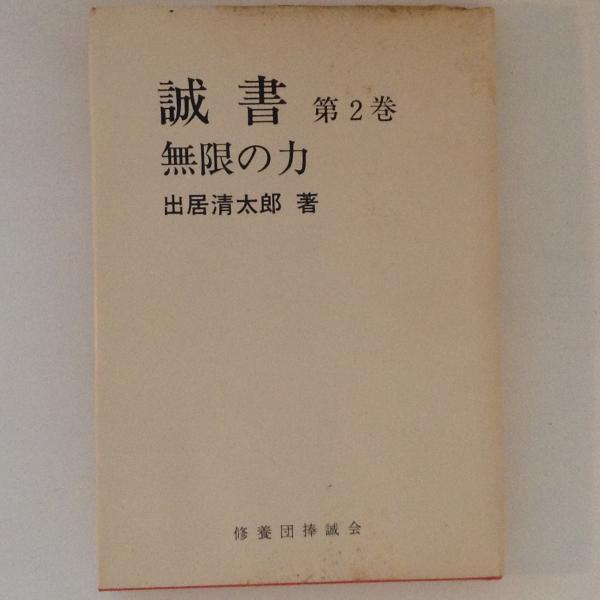 誠書 第2巻
無限の力
出居清太郎 著
修養団捧誠会